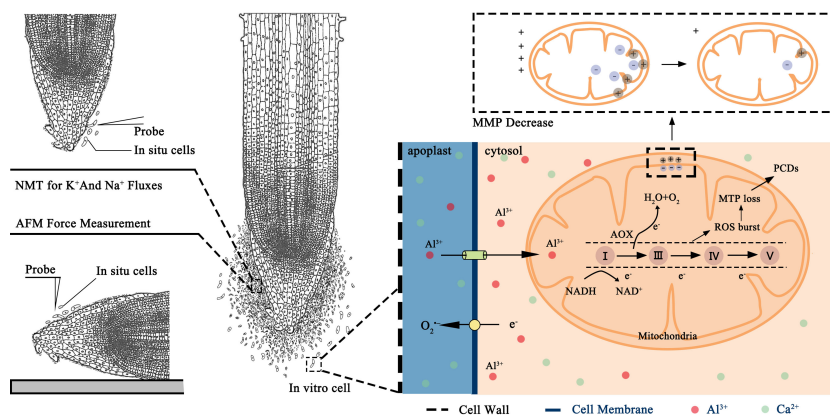 Probe
In situ cells
NMT for K⁺And Na⁺ Fluxes
AFM Force Measurement
Probe
In situ cells
In vitro cell
MMP Decrease
+
+
+
+
+
+
+
+
-
-
-
-
+
+
-
apoplast
cytosol
Al³⁺
Al³⁺
Al³⁺
Al³⁺
O₂•−
e⁻
+ + +
- - -
PCDs
H₂O+O₂
MTP loss
AOX
e⁻
ROS burst
I
III
IV
V
e⁻
e⁻
e⁻
NADH
NAD⁺
Mitochondria
Cell Wall
Cell Membrane
Al³⁺
Ca²⁺